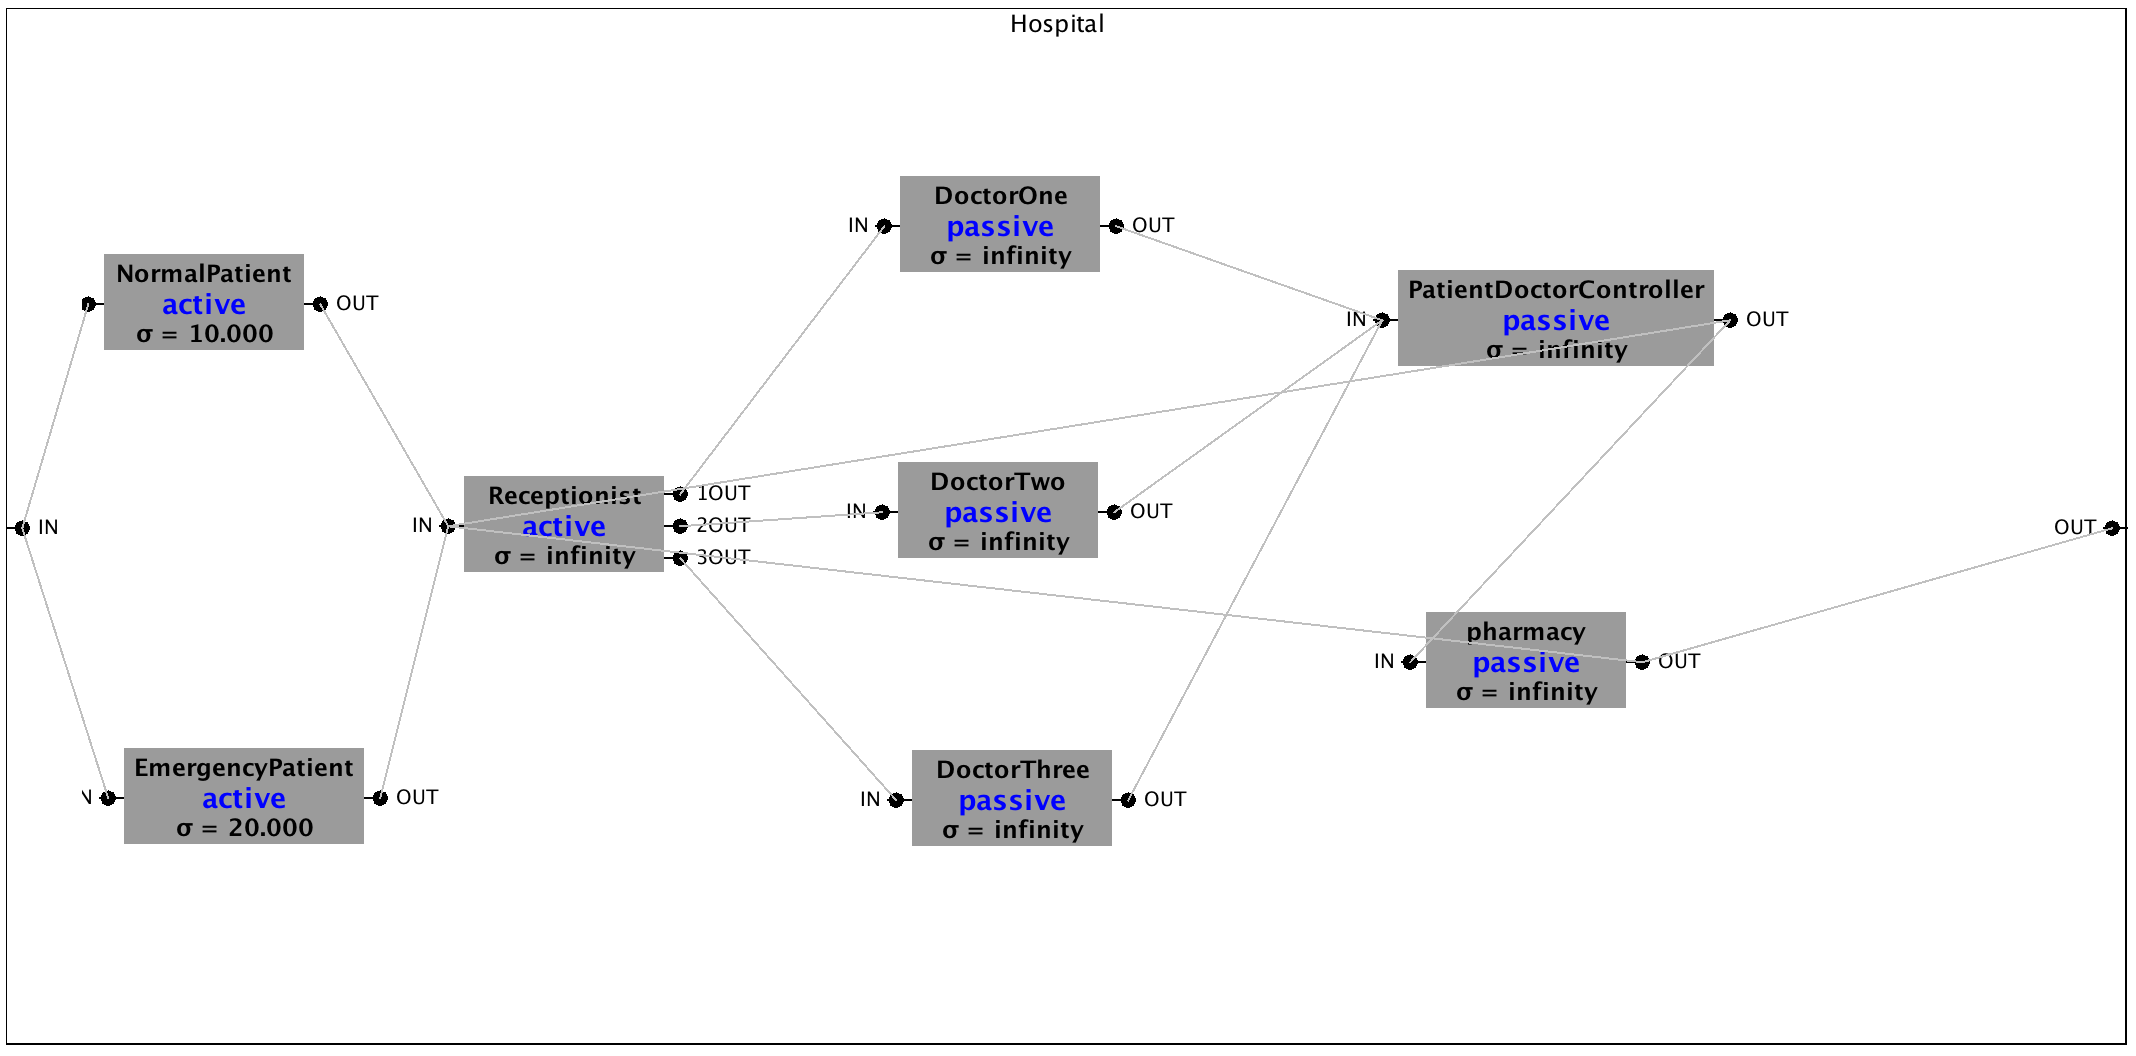 Hospital
DoctorOne
passive
σ = infinity
IN
OUT
NormalPatient
active
σ = 10.000
OUT
PatientDoctorController
passive
σ = infinity
IN
OUT
IN
Receptionist
active
σ = infinity
IN
1OUT
2OUT
3OUT
DoctorTwo
passive
σ = infinity
IN
OUT
OUT
pharmacy
passive
σ = infinity
IN
OUT
EmergencyPatient
active
σ = 20.000
N
OUT
DoctorThree
passive
σ = infinity
IN
OUT